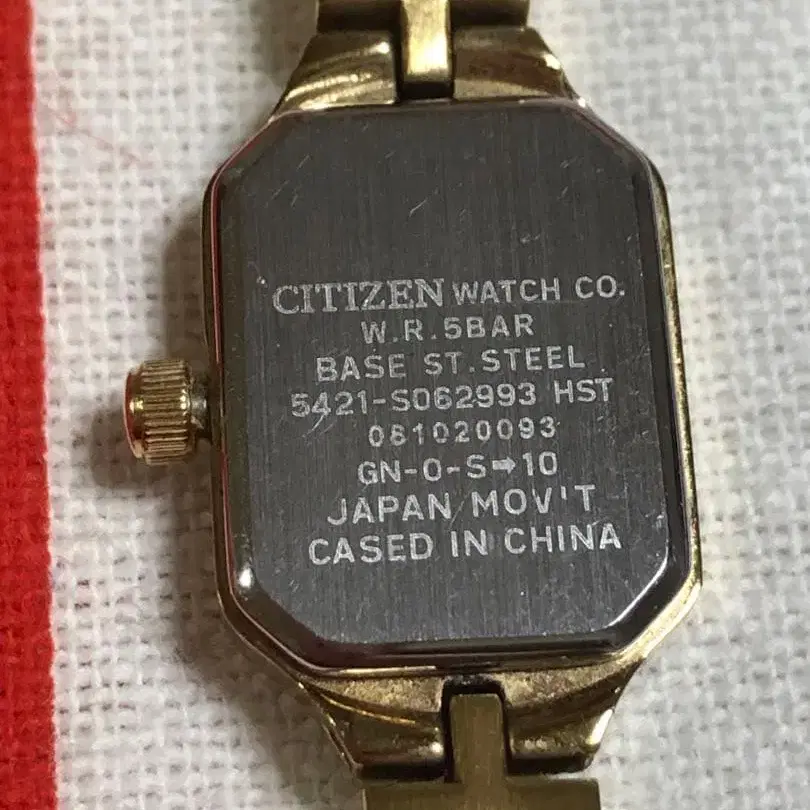 CITIZEN WATCH CO.
W.R.5BAR
BASE ST.STEEL
5421-S062993 HST
081020093
GN-0-S➡10
JAPAN MOV'T
CASED IN CHINA